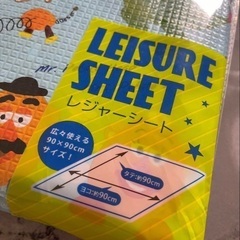 LEISURE
SHEET
レジャーシート
広々使える
90×90cm
サイズ!
タテ:約90cm
ヨコ:約90cm
Mr.